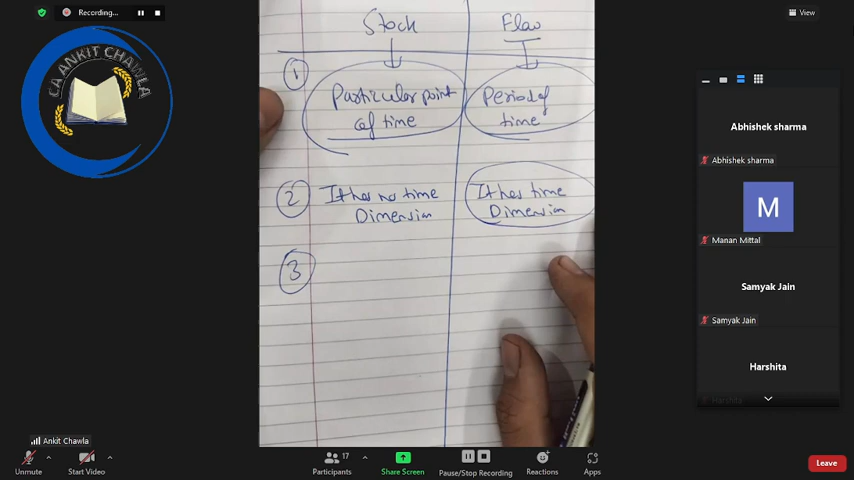 Recording...
View
CA ANKIT CHAWLA
Stock
Flow
1
Particular point
of time
Period of
time
2
It has no time
Dimension
It has time
Dimension
3
Abhishek sharma
Abhishek sharma
M
Manan Mittal
Samyak Jain
Samyak Jain
Harshita
Harshita
Ankit Chawla
Unmute
Start Video
Participants
17
Share Screen
Pause/Stop Recording
Reactions
Apps
Leave